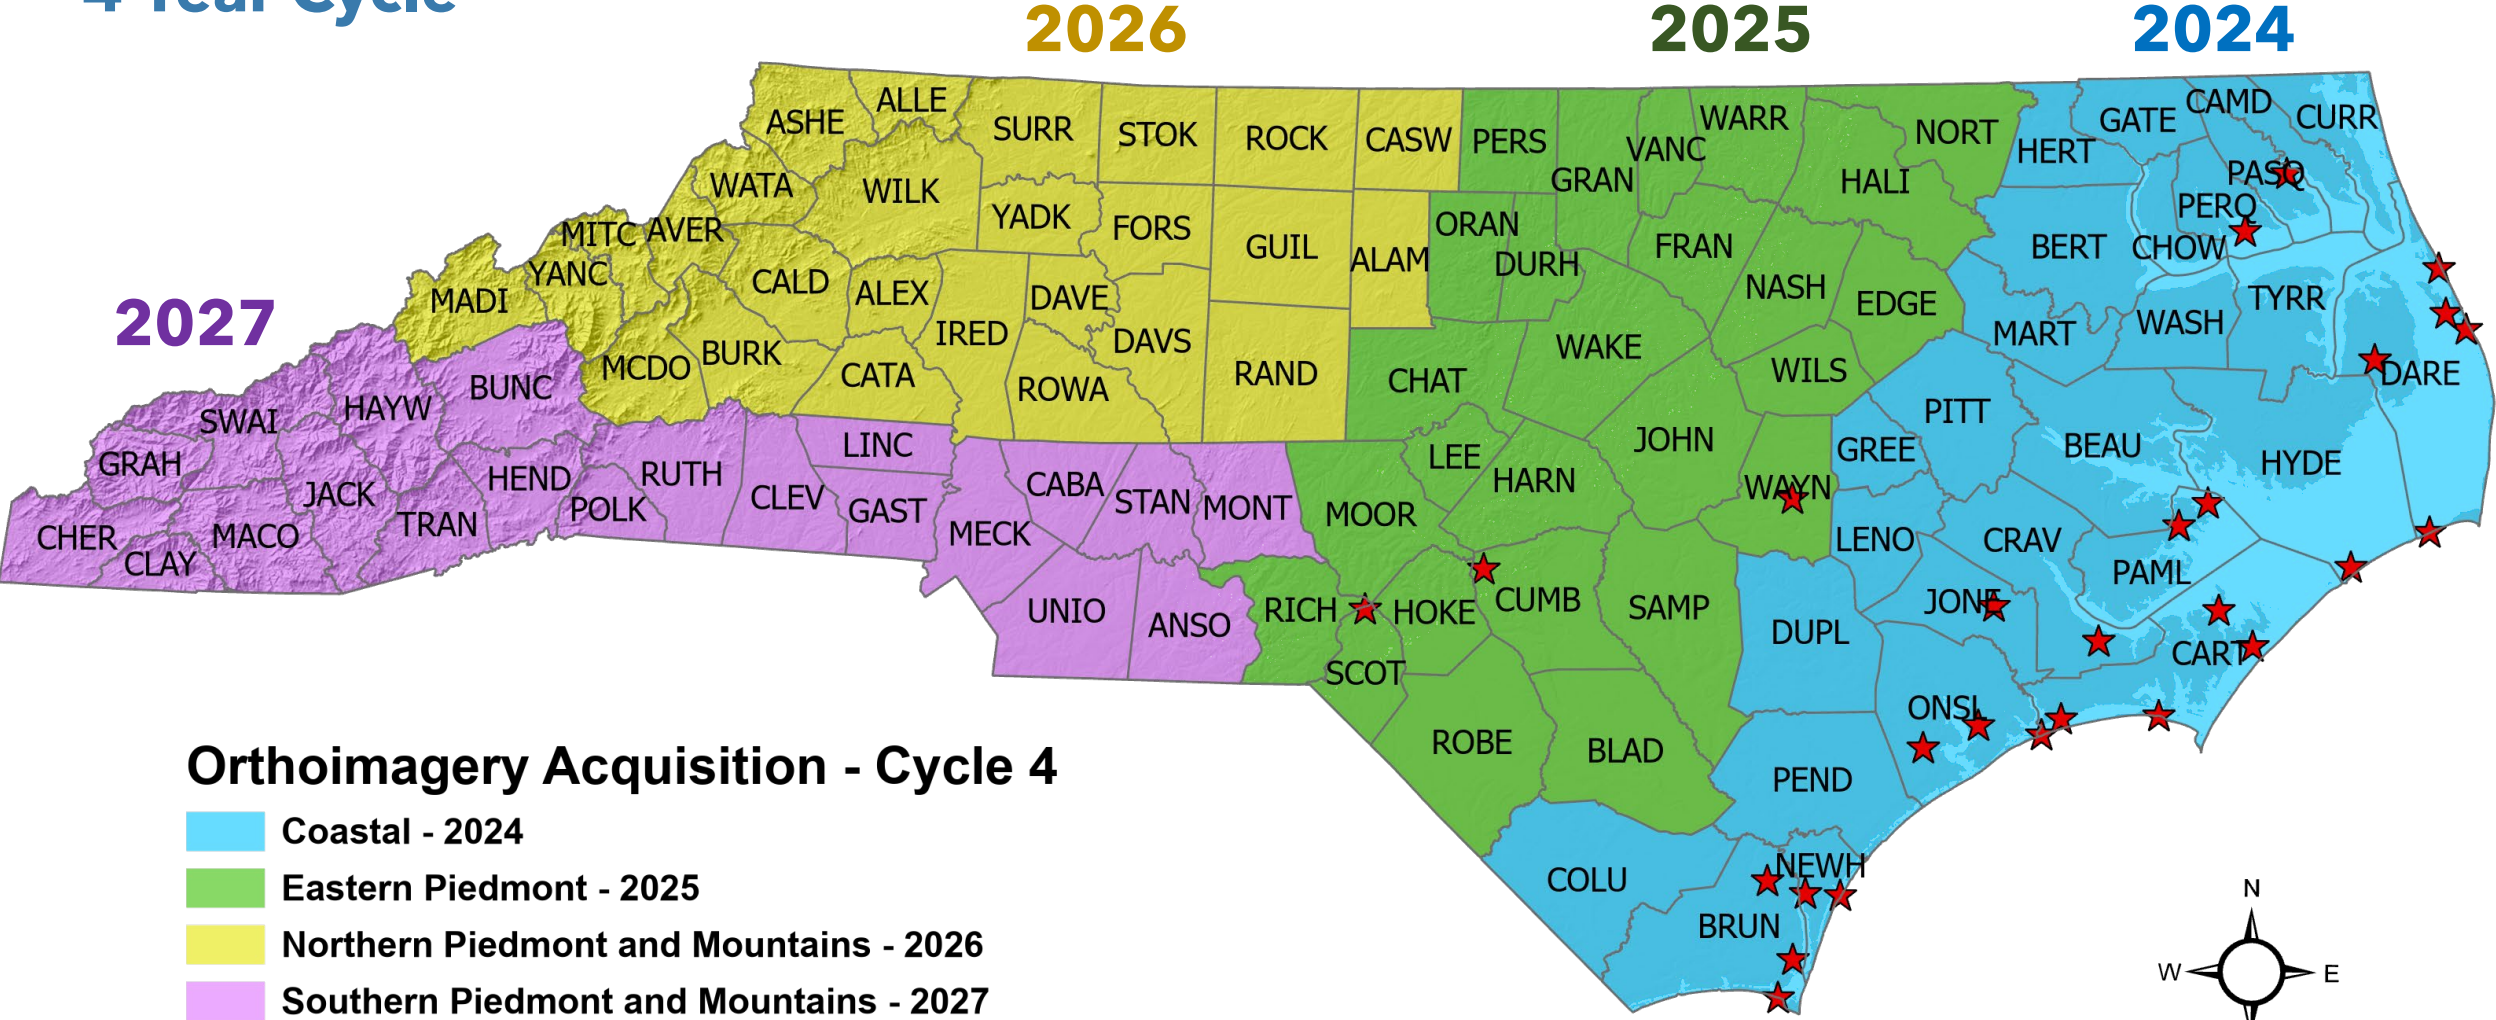 4 Year Cycle
2026
2025
2024
2027
ASHE
ALLE
SURR
STOK
ROCK
CASW
PERS
GRAN
VANC
WARR
HALI
NORT
HERT
GATE
CAMD
CURR
PASQ
PERQ
CHOW
BERT
WATA
WILK
YADK
FORS
GUIL
ALAM
ORAN
DURH
FRAN
NASH
EDGE
MART
WASH
TYRR
DARE
MITC
AVER
YANC
MADI
CALD
ALEX
IRED
DAVE
DAVS
RAND
CHAT
WAKE
WILS
PITT
BEAU
HYDE
MCDO
BURK
CATA
ROWA
BUNC
HAYW
SWAI
GRAH
CHER
CLAY
MACO
JACK
TRAN
HEND
POLK
RUTH
CLEV
LINC
GAST
MECK
CABA
STAN
MONT
UNIO
ANSO
RICH
MOOR
LEE
HARN
JOHN
WAYN
GREE
LENO
CRAV
PAML
JONE
CART
ONSL
DUPL
SAMP
CUMB
HOKE
SCOT
ROBE
BLAD
PEND
NEWH
COLU
BRUN
Orthoimagery Acquisition - Cycle 4
Coastal - 2024
Eastern Piedmont - 2025
Northern Piedmont and Mountains - 2026
Southern Piedmont and Mountains - 2027
N
W
E